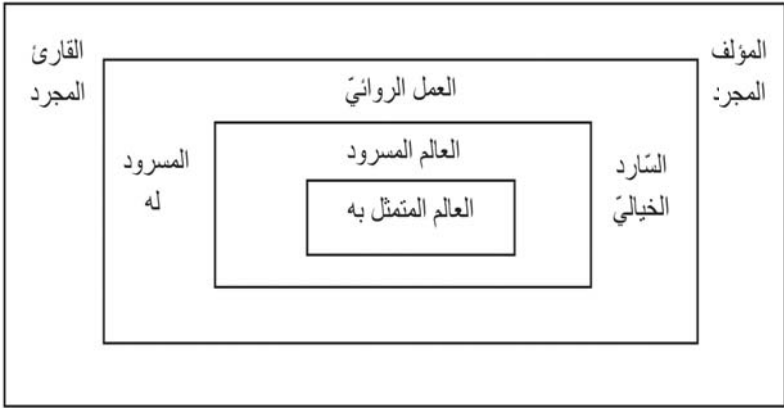 المؤلف
المجرد
القارئ
المجرد
العمل الروائيّ
السّارد
الخياليّ
المسرود
له
العالم المسرود
العالم المتمثل به